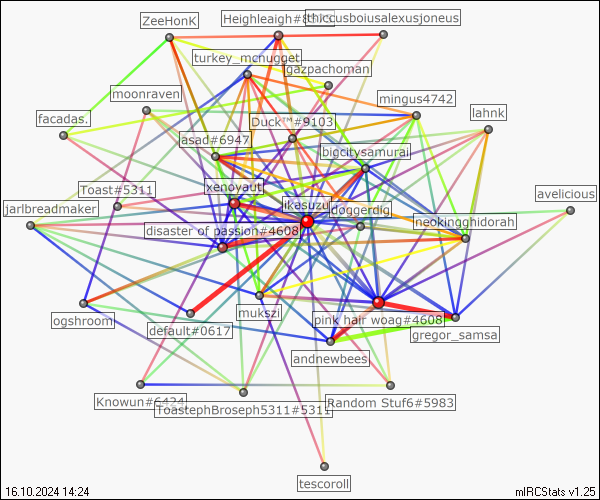 ZeeHonK
Heighleaigh#8
thiccusboiusalexusjoneus
turkey_mcnugget
gazpachoman
moonraven
mingus4742
lahnk
facadas.
Duck™#9103
asad#6947
bigcitysamurai
Toast#5311
xenovaut
avelicious
jarlbreadmaker
ikasuzu
doggerdig
neokingghidorah
disaster of passion#4608
ogshroom
mukszi
default#0617
pink hair voag#4608
gregor_samsa
andnewbees
Knowun#6424
ToastephBroseph5311#5311
Random Stuf6#5983
tescoroll
16.10.2024 14:24
mIRCStats v1.25